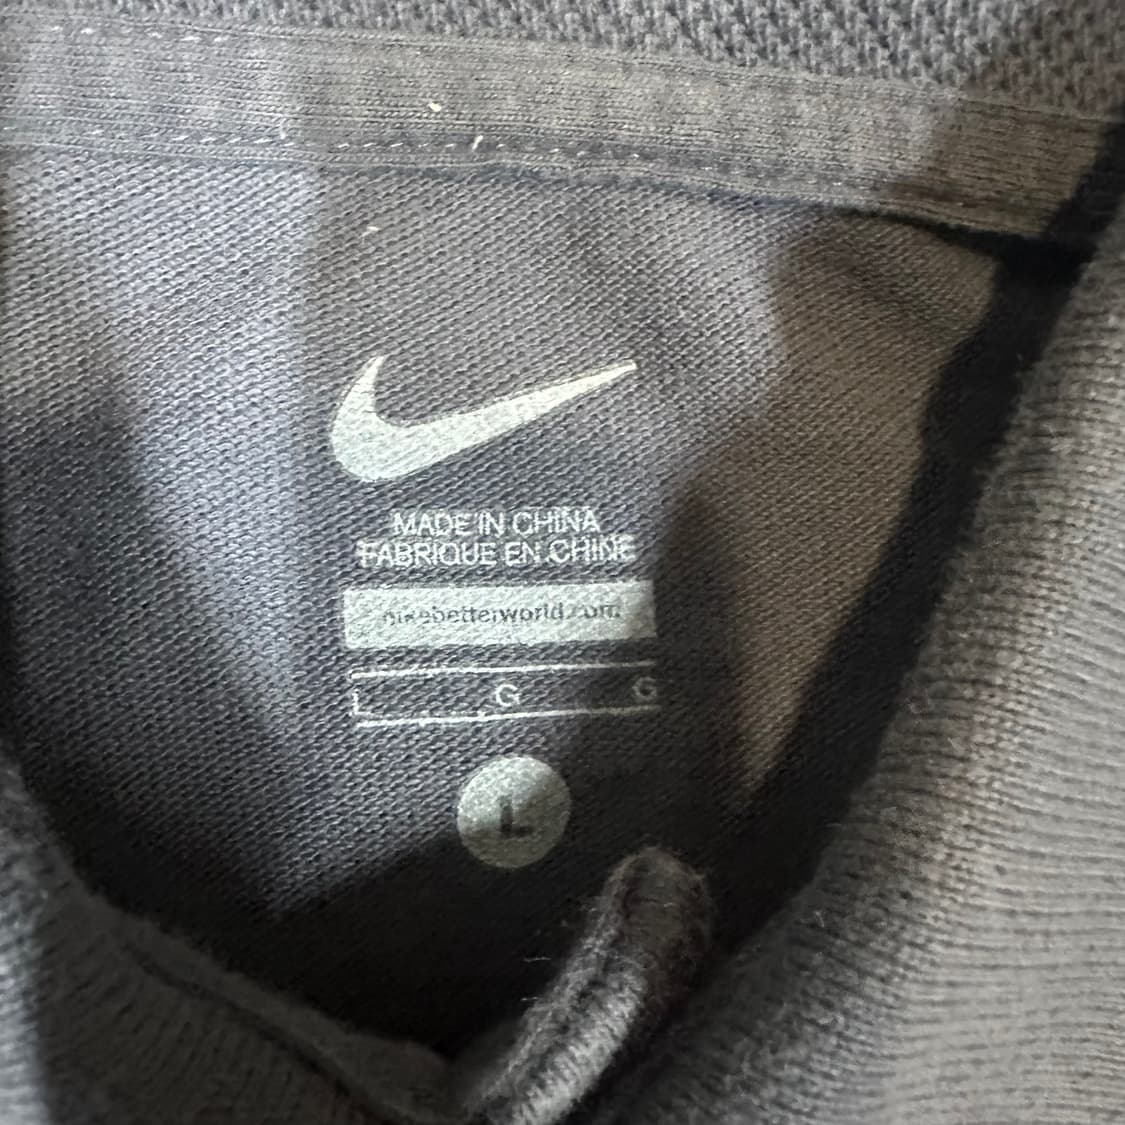 MADE IN CHINA
FABRIQUE EN CHINE
nikebetterworld.com
L G G
L